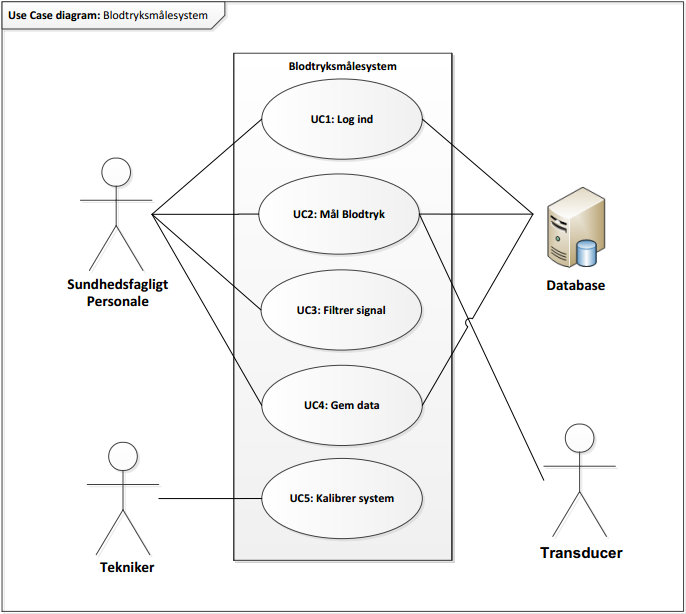 Use Case diagram: Blodtryksmålesystem
Blodtryksmålesystem
UC1: Log ind
UC2: Mål Blodtryk
Sundhedsfagligt
Personale
Database
UC3: Filtrer signal
UC4: Gem data
UC5: Kalibrer system
Tekniker
Transducer